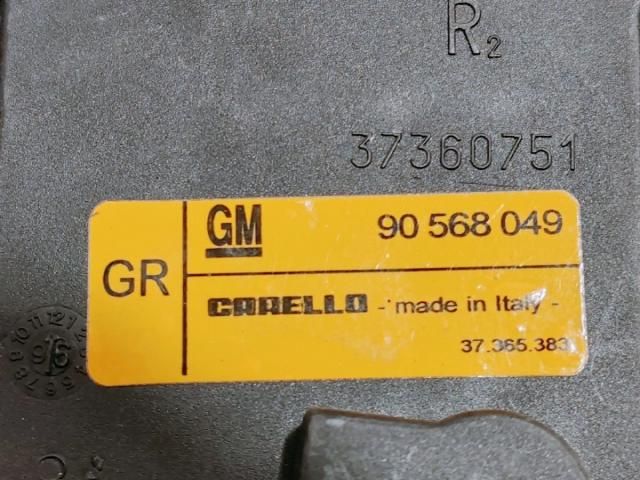 R2
37360751
GM 90 568 049
GR
CARELLO - made in Italy -
37.365.383